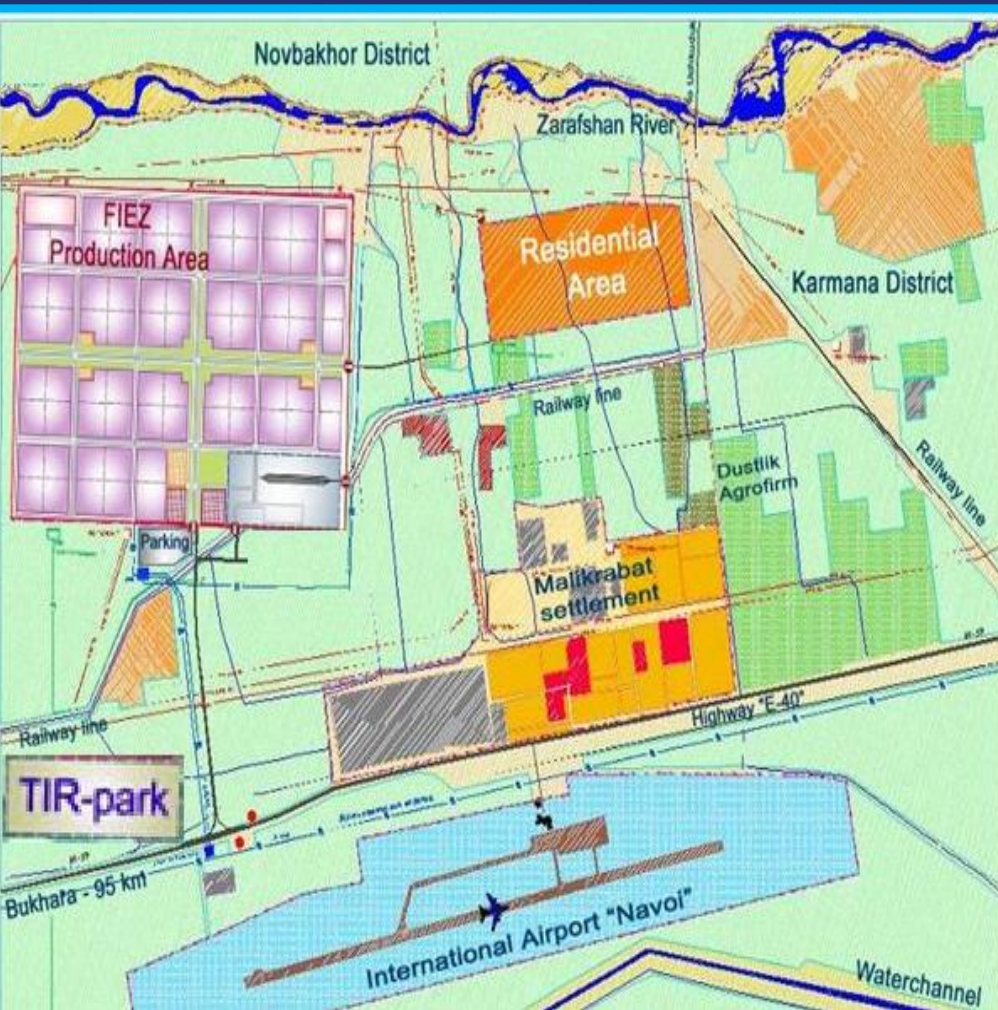 Novbakhor District
Zarafshan River
FIEZ
Production Area
Residential
Area
Karmana District
Railway line
Railway line
Dustlik
Agrofirm
Parking
Malikrabat
settlement
Highway "E-40"
Railway line
TIR-park
Bukhara - 95 km
International Airport "Navoi"
Waterchannel